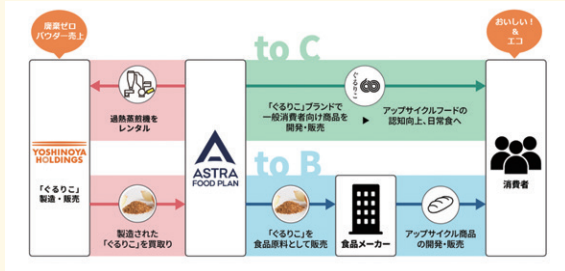 廃棄ゼロ
パウダー売上
おいしい！
&
エコ
to C
ぐるりこ
過熱蒸煎機を
レンタル
「ぐるりこ」ブランドで
一般消費者向け商品を
開発・販売
▶
アップサイクルフードの
認知向上、日常食へ
YOSHINOYA
HOLDINGS
「ぐるりこ」
製造・販売
ASTRA
FOOD PLAN
消費者
to B
製造された
「ぐるりこ」を買取り
「ぐるりこ」を
食品原料として販売
食品メーカー
アップサイクル商品
の開発・販売